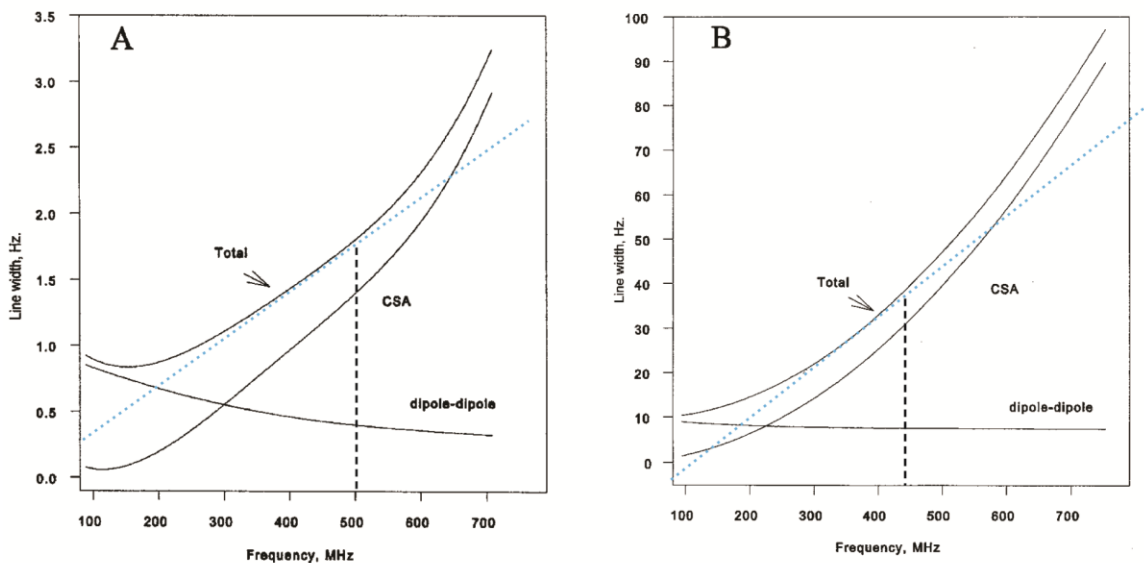 A
3.5
3.0
2.5
2.0
1.5
1.0
0.5
0.0
Line width, Hz.
Total
CSA
dipole-dipole
100 200 300 400 500 600 700
Frequency, MHz
B
100
90
80
70
60
50
40
30
20
10
0
Line width, Hz.
Total
CSA
dipole-dipole
100 200 300 400 500 600 700
Frequency, MHz